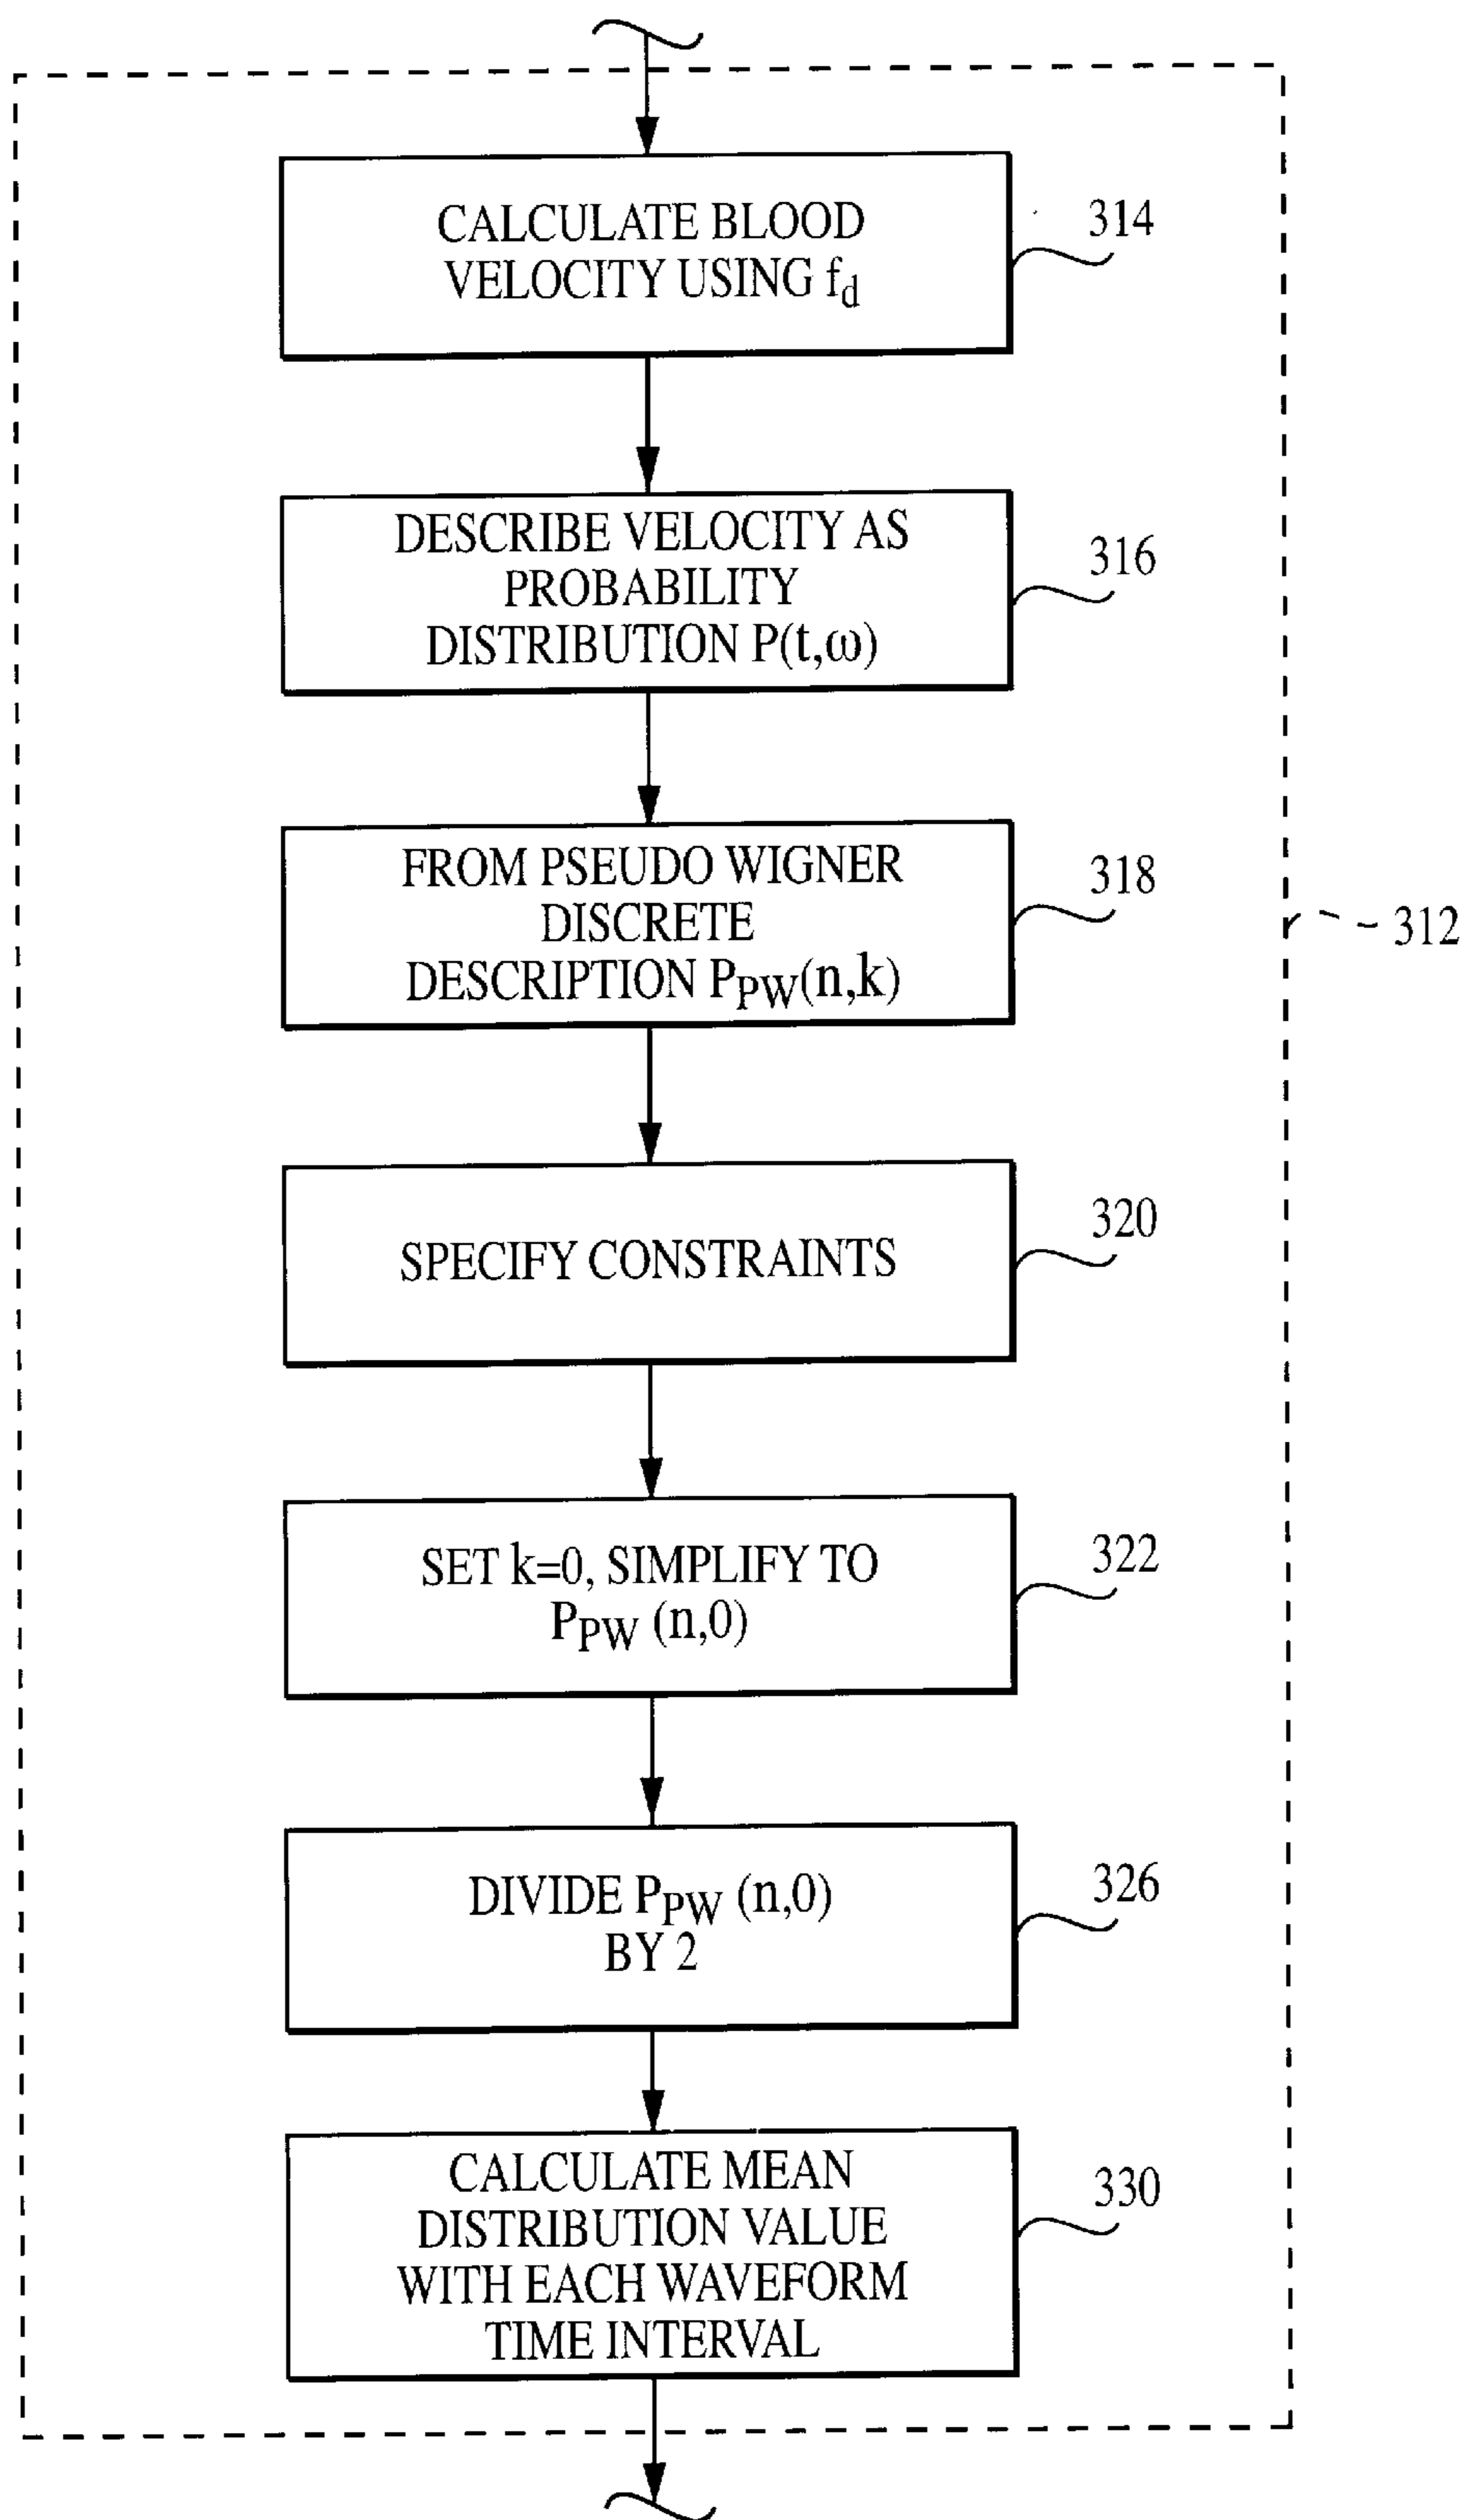 CALCULATE BLOOD
VELOCITY USING fd
314
DESCRIBE VELOCITY AS
PROBABILITY
DISTRIBUTION P(t,ω)
316
FROM PSEUDO WIGNER
DISCRETE
DESCRIPTION PPW(n,k)
318
312
SPECIFY CONSTRAINTS
320
SET k=0, SIMPLIFY TO
PPW (n,0)
322
DIVIDE PPW (n,0)
BY 2
326
CALCULATE MEAN
DISTRIBUTION VALUE
WITH EACH WAVEFORM
TIME INTERVAL
330